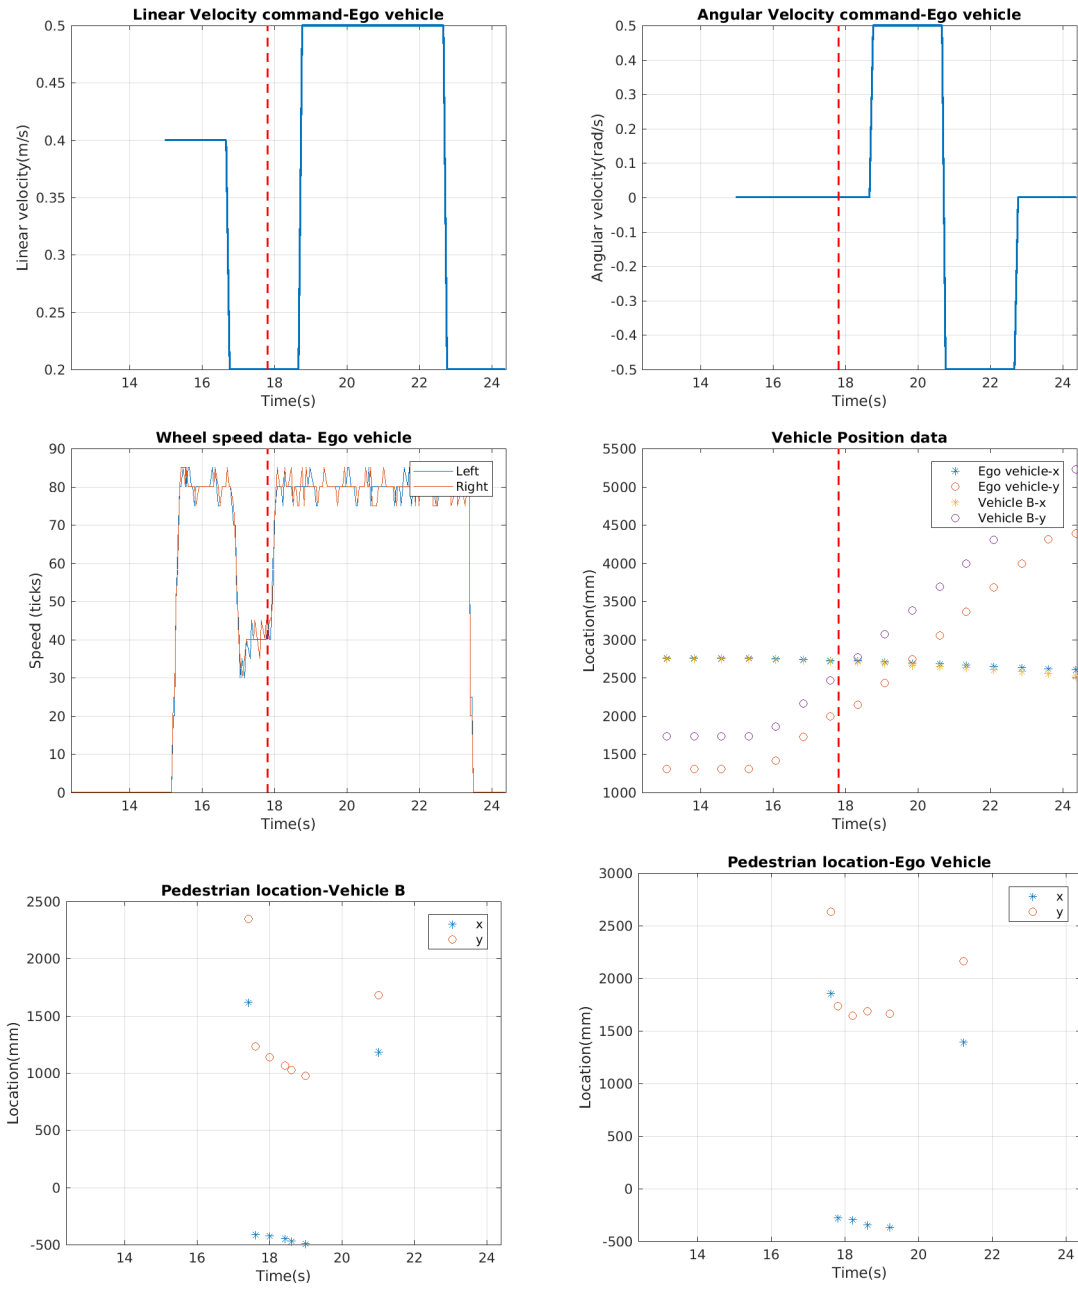 Linear Velocity command-Ego vehicle
0.5
0.45
0.4
0.35
0.3
0.25
0.2
Linear velocity(m/s)
14 16 18 20 22 24
Time(s)
Angular Velocity command-Ego vehicle
0.5
0.4
0.3
0.2
0.1
0
-0.1
-0.2
-0.3
-0.4
-0.5
Angular velocity(rad/s)
14 16 18 20 22 24
Time(s)
Wheel speed data- Ego vehicle
90
80
70
60
50
40
30
20
10
0
Speed (ticks)
Left
Right
14 16 18 20 22 24
Time(s)
Vehicle Position data
5500
5000
4500
4000
3500
3000
2500
2000
1500
1000
Location(mm)
Ego vehicle-x
Ego vehicle-y
Vehicle B-x
Vehicle B-y
14 16 18 20 22 24
Time(s)
Pedestrian location-Vehicle B
2500
2000
1500
1000
500
0
-500
Location(mm)
x
y
14 16 18 20 22 24
Time(s)
Pedestrian location-Ego Vehicle
3000
2500
2000
1500
1000
500
0
-500
Location(mm)
x
y
14 16 18 20 22 24
Time(s)